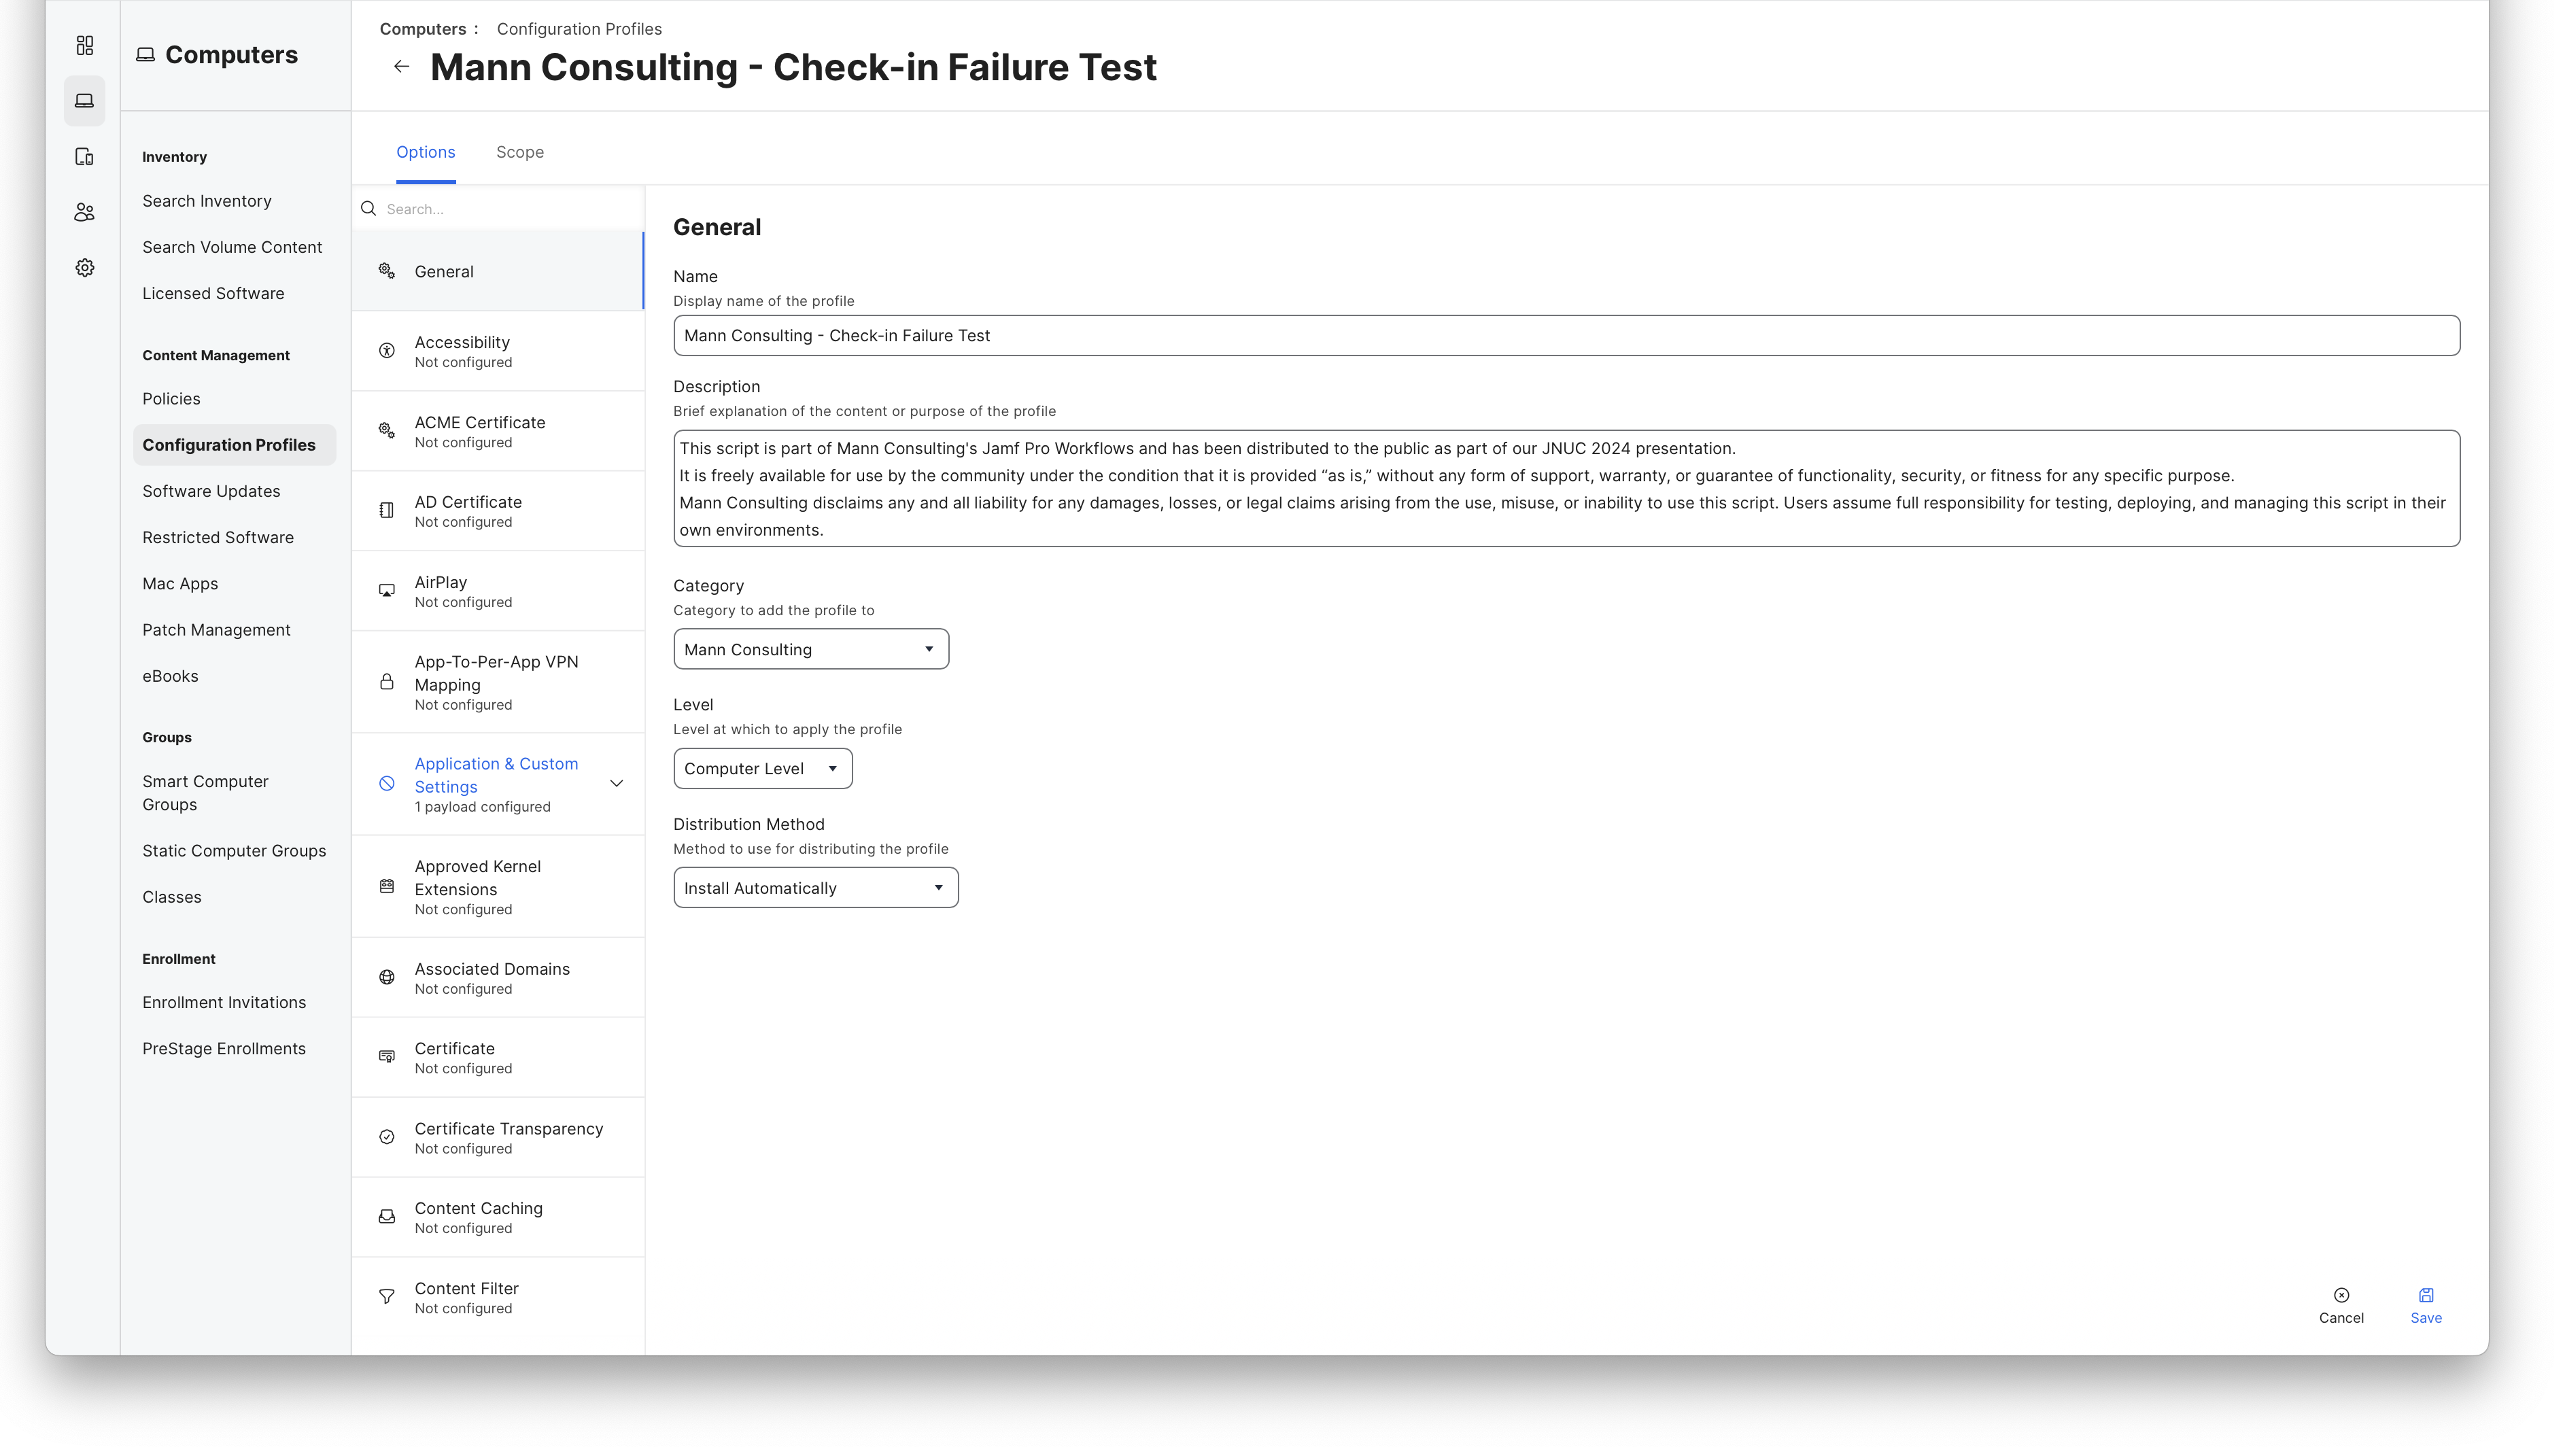 Computers
Inventory
Search Inventory
Search Volume Content
Licensed Software
Content Management
Policies
Configuration Profiles
Software Updates
Restricted Software
Mac Apps
Patch Management
eBooks
Groups
Smart Computer
Groups
Static Computer Groups
Classes
Enrollment
Enrollment Invitations
PreStage Enrollments
Computers : Configuration Profiles
Mann Consulting - Check-in Failure Test
Options Scope
Search...
General
Accessibility
Not configured
ACME Certificate
Not configured
AD Certificate
Not configured
AirPlay
Not configured
App-To-Per-App VPN
Mapping
Not configured
Application & Custom
Settings
1 payload configured
Approved Kernel
Extensions
Not configured
Associated Domains
Not configured
Certificate
Not configured
Certificate Transparency
Not configured
Content Caching
Not configured
Content Filter
Not configured
General
Name
Display name of the profile
Mann Consulting - Check-in Failure Test
Description
Brief explanation of the content or purpose of the profile
This script is part of Mann Consulting's Jamf Pro Workflows and has been distributed to the public as part of our JNUC 2024 presentation.
It is freely available for use by the community under the condition that it is provided “as is,” without any form of support, warranty, or guarantee of functionality, security, or fitness for any specific purpose.
Mann Consulting disclaims any and all liability for any damages, losses, or legal claims arising from the use, misuse, or inability to use this script. Users assume full responsibility for testing, deploying, and managing this script in their
own environments.
Category
Category to add the profile to
Mann Consulting
Level
Level at which to apply the profile
Computer Level
Distribution Method
Method to use for distributing the profile
Install Automatically
Cancel Save